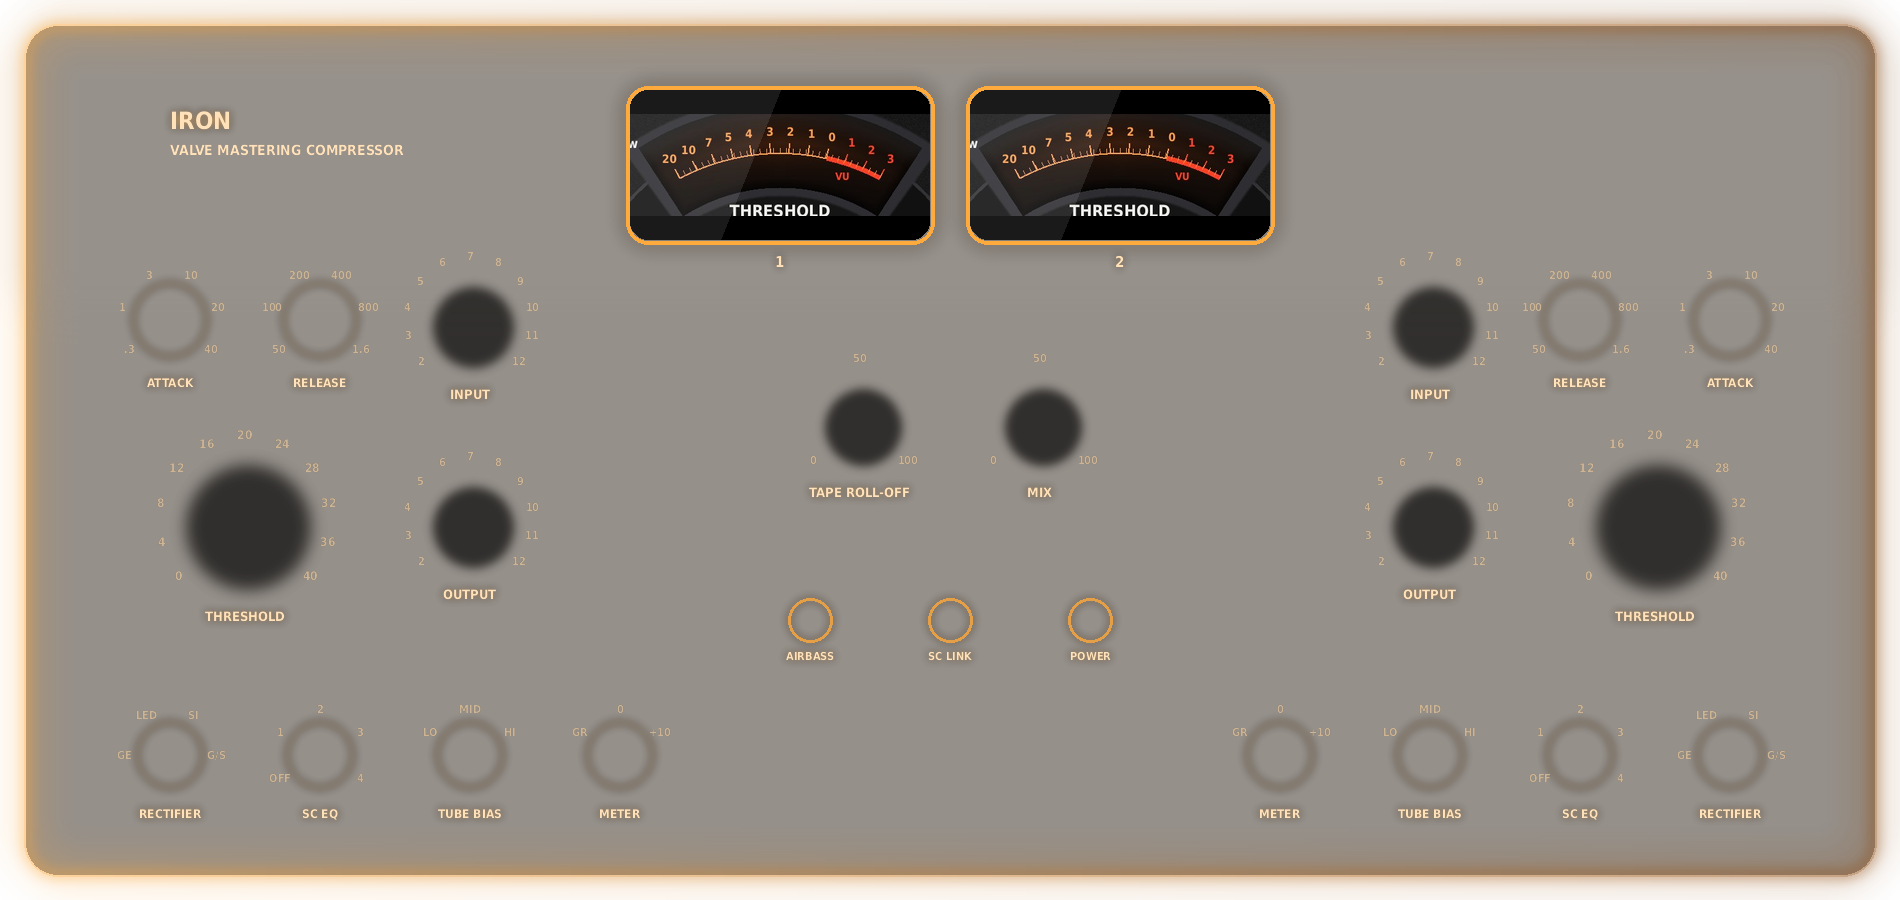 IRON
VALVE MASTERING COMPRESSOR
W
20 10 7 5 4 3 2 1 0 1 2 3
VU
THRESHOLD
1
W
20 10 7 5 4 3 2 1 0 1 2 3
VU
THRESHOLD
2
.3 1 3 10 20 40
ATTACK
50 100 200 400 800 1.6
RELEASE
2 3 4 5 6 7 8 9 10 11 12
INPUT
2 3 4 5 6 7 8 9 10 11 12
INPUT
50 100 200 400 800 1.6
RELEASE
.3 1 3 10 20 40
ATTACK
0 50 100
TAPE ROLL-OFF
0 50 100
MIX
0 4 8 12 16 20 24 28 32 36 40
THRESHOLD
2 3 4 5 6 7 8 9 10 11 12
OUTPUT
2 3 4 5 6 7 8 9 10 11 12
OUTPUT
0 4 8 12 16 20 24 28 32 36 40
THRESHOLD
AIRBASS
SC LINK
POWER
GE LED SI G/S
RECTIFIER
OFF 1 2 3 4
SC EQ
LO MID HI
TUBE BIAS
GR 0 +10
METER
GR 0 +10
METER
LO MID HI
TUBE BIAS
OFF 1 2 3 4
SC EQ
GE LED SI G/S
RECTIFIER